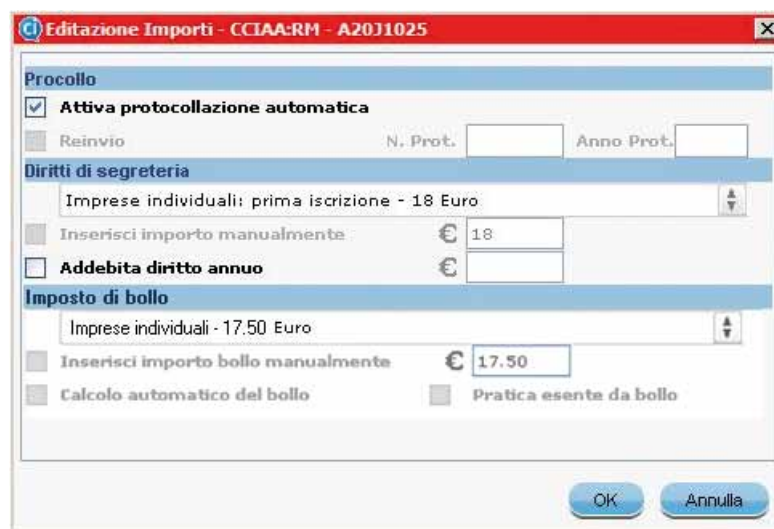 Editazione Importi - CCIAA:RM - A20J1025
Procollo
Attiva protocollazione automatica
Reinvio N. Prot. Anno Prot.
Diritti di segreteria
Imprese individuali: prima iscrizione - 18 Euro
Inserisci importo manualmente € 18
Addebita diritto annuo €
Imposto di bollo
Imprese individuali - 17.50 Euro
Inserisci importo bollo manualmente € 17.50
Calcolo automatico del bollo Pratica esente da bollo
OK Annulla